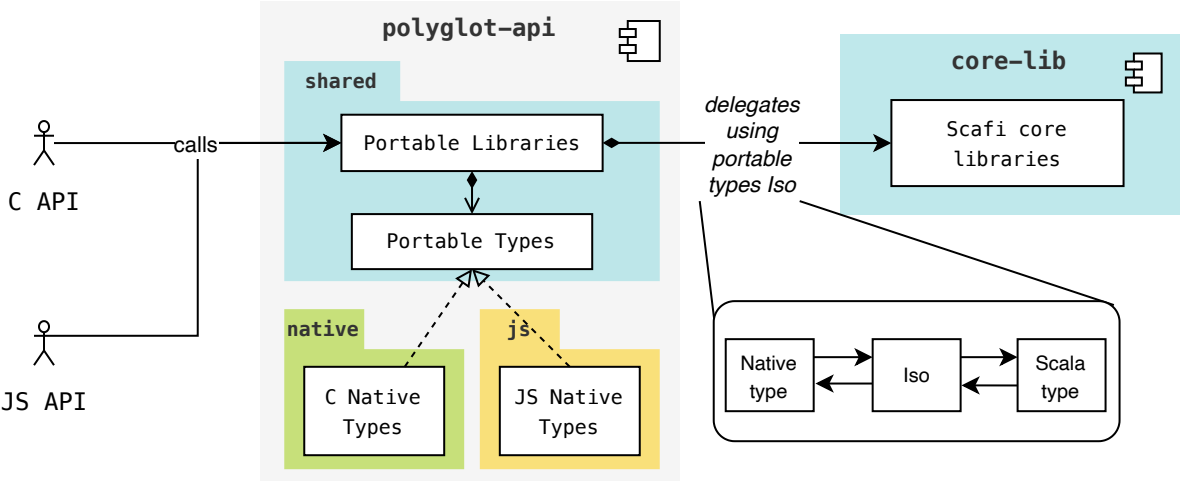 polyglot-api
shared
Portable Libraries
Portable Types
native
js
C Native
Types
JS Native
Types
C API
JS API
calls
delegates
using
portable
types Iso
core-lib
Scafi core
libraries
Native
type
Iso
Scala
type